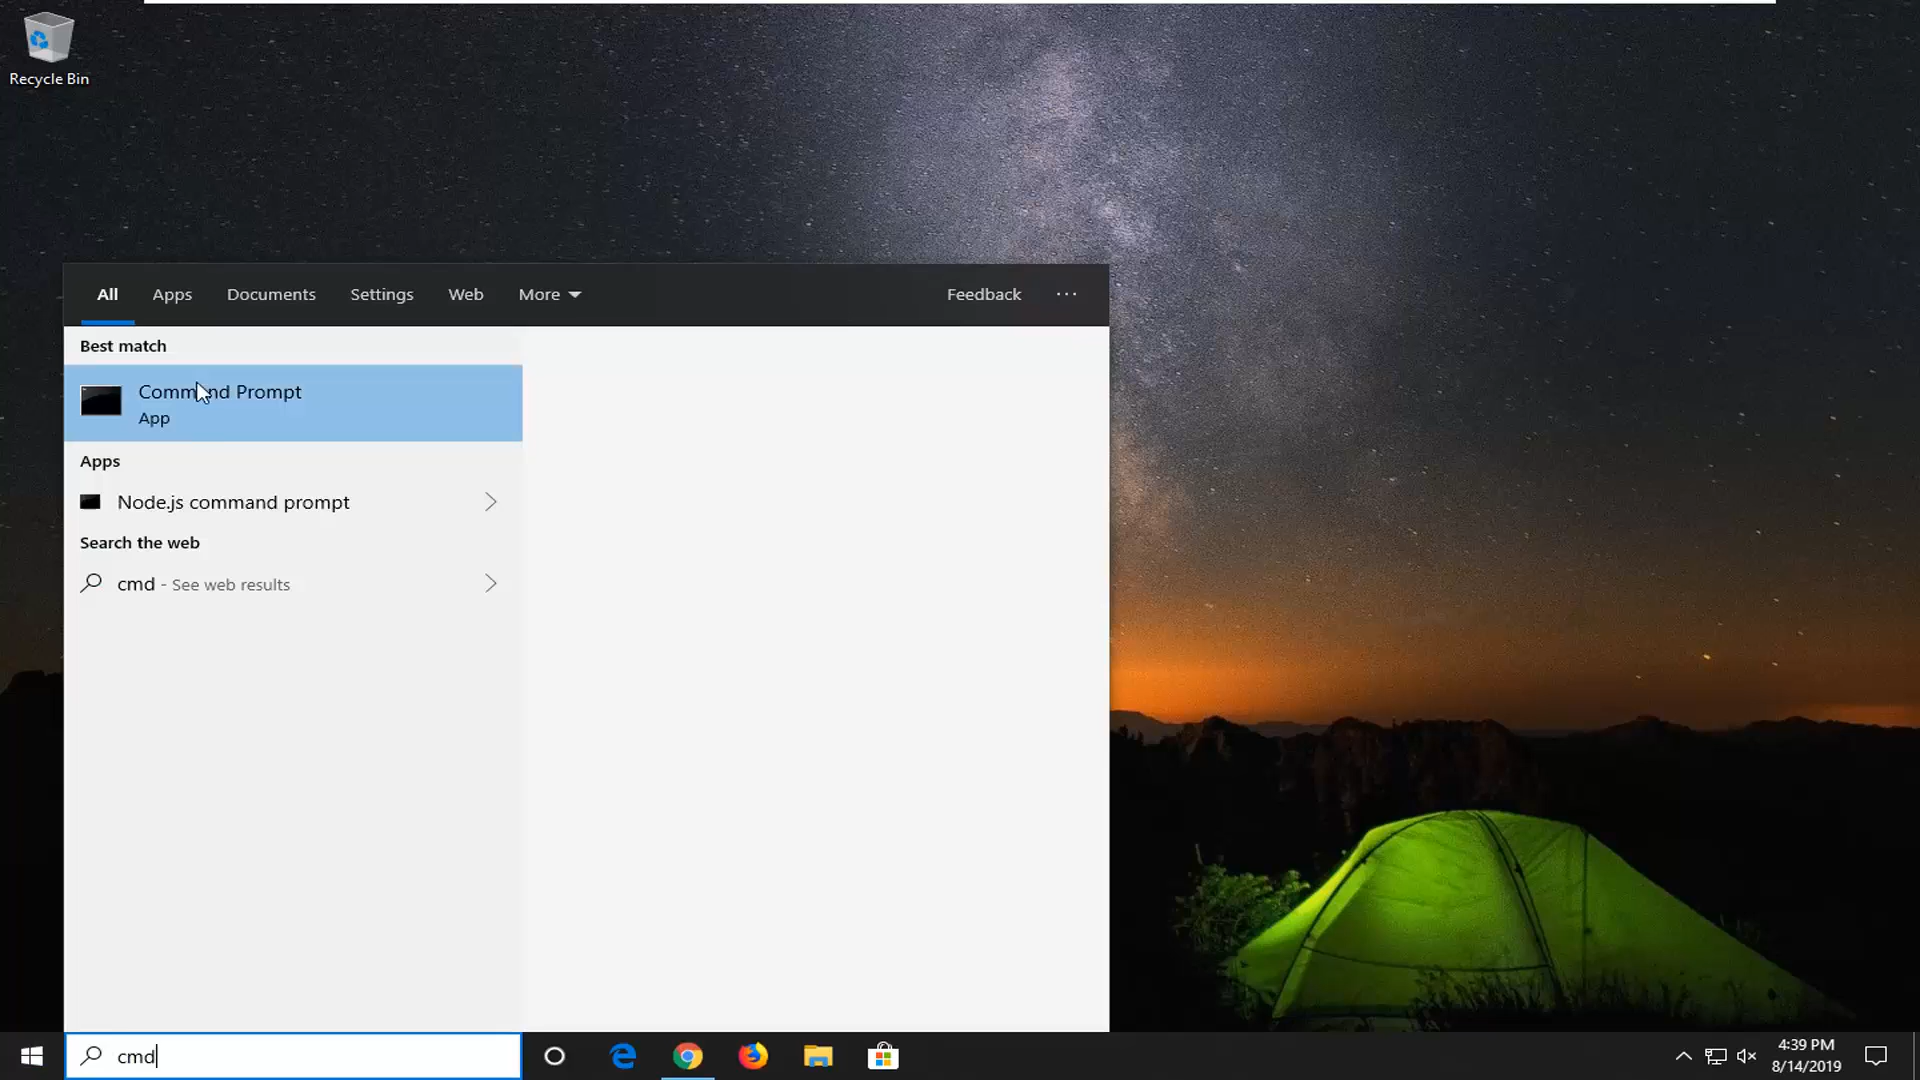 Recycle Bin
All Apps Documents Settings Web More Feedback ···
Best match
Command Prompt
App
Apps
Node.js command prompt
Search the web
cmd - See web results
cmd
4:39 PM
8/14/2019